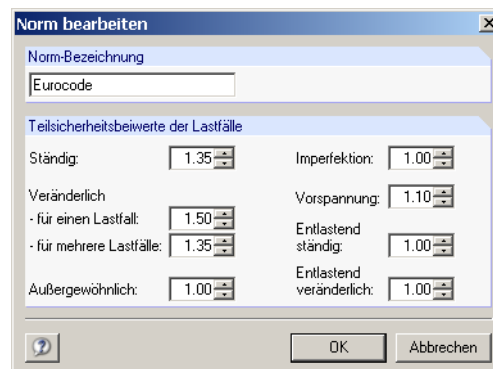 Norm bearbeiten
Norm-Bezeichnung
Eurocode
Teilsicherheitsbeiwerte der Lastfälle
Ständig: 1.35
Imperfektion: 1.00
Veränderlich
- für einen Lastfall: 1.50
- für mehrere Lastfälle: 1.35
Vorspannung: 1.10
Entlastend
ständig: 1.00
Außergewöhnlich: 1.00
Entlastend
veränderlich: 1.00
OK
Abbrechen